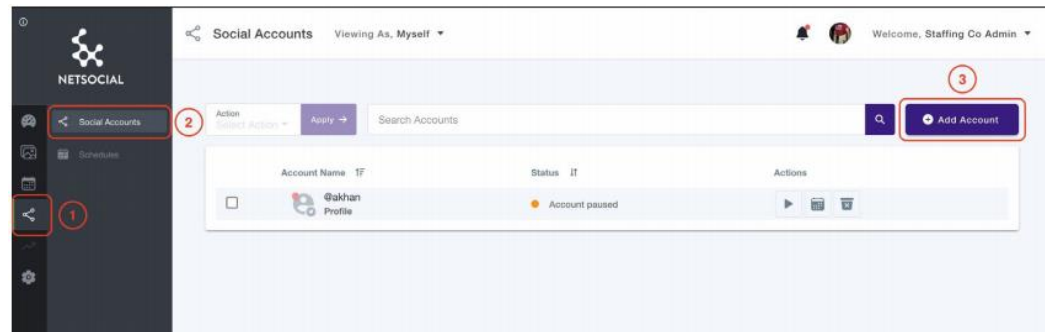 NETSOCIAL
Social Accounts
Schedules
1
2
Social Accounts Viewing As, Myself
Welcome, Staffing Co Admin
3
Action
Select Action
Apply →
Search Accounts
Add Account
Account Name Status Actions
@akhan
Profile
Account paused